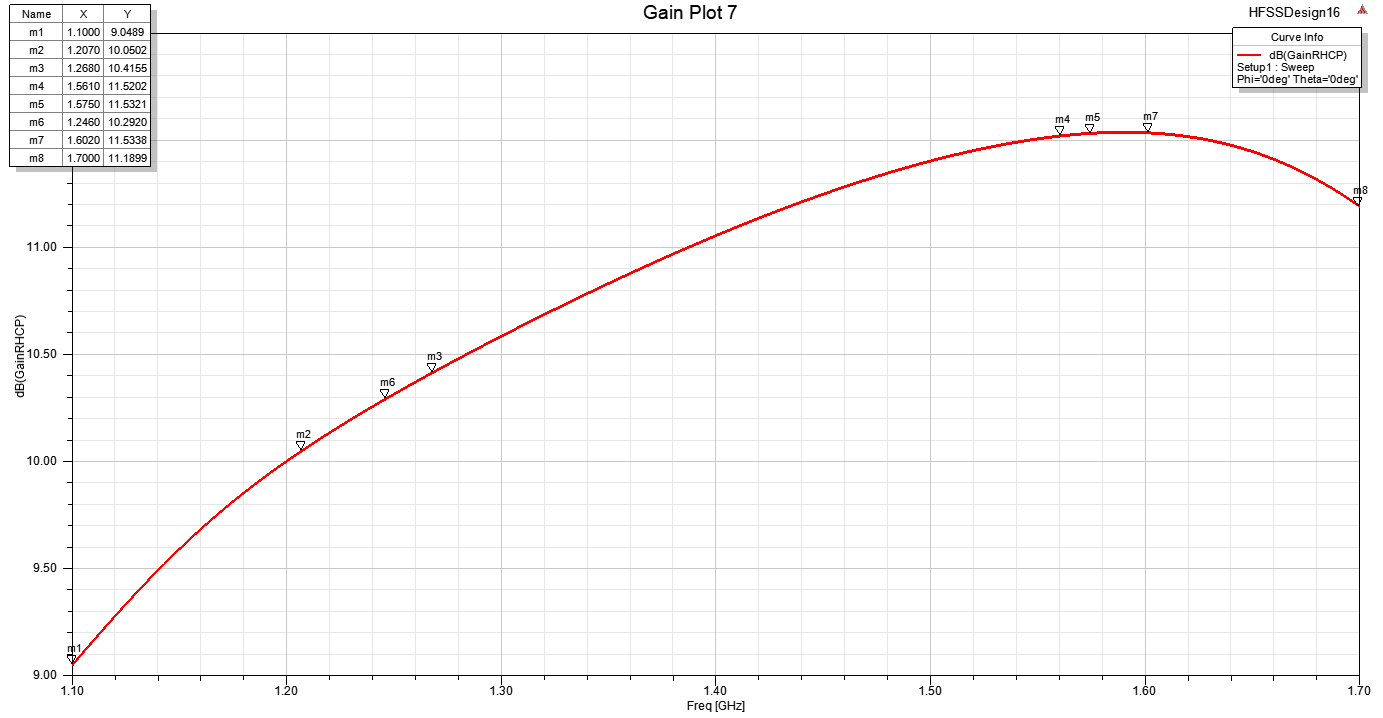 Gain Plot 7
HFSSDesign16
Name X Y
m1 1.1000 9.0489
m2 1.2070 10.0502
m3 1.2680 10.4155
m4 1.5610 11.5202
m5 1.5750 11.5321
m6 1.2460 10.2920
m7 1.6020 11.5338
m8 1.7000 11.1899
Curve Info
dB(GainRHCP)
Setup1 : Sweep
Phi='0deg' Theta='0deg'
m4 m5 m7
m8
m3
m6
m2
m1
dB(GainRHCP)
11.00
10.50
10.00
9.50
9.00
1.10 1.20 1.30 1.40 1.50 1.60 1.70
Freq [GHz]